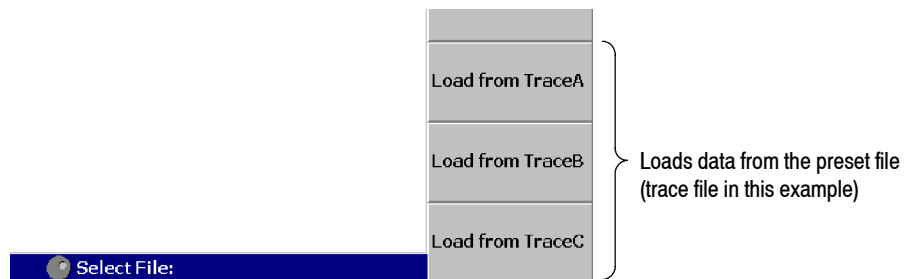 Load from TraceA
Load from TraceB
Loads data from the preset file
(trace file in this example)
Load from TraceC
Select File: